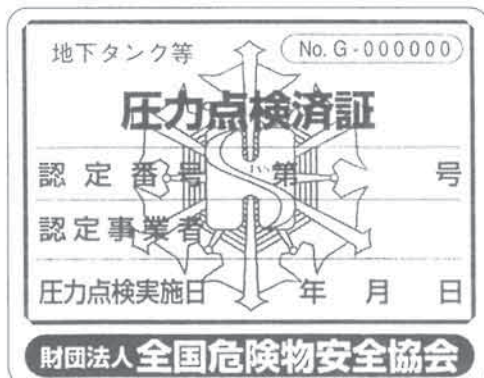 地下タンク等 No. G - 000000
圧力点検済証
認定番号 第 号
認定事業者
圧力点検実施日 年 月 日
財団法人 全国危険物安全協会